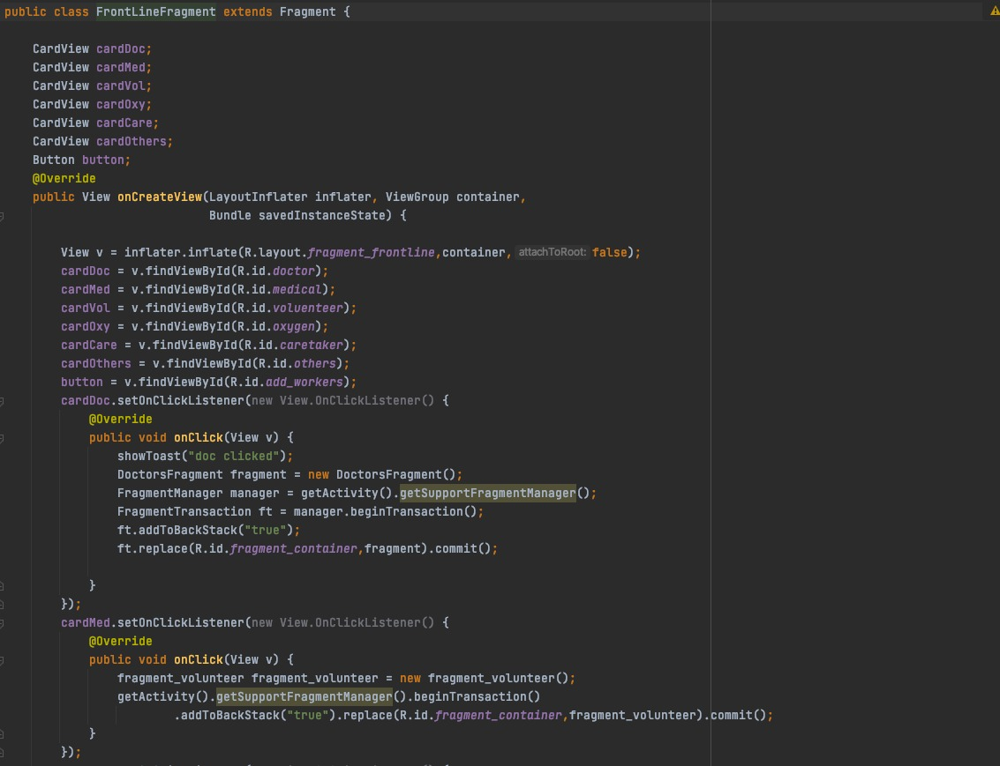 public class FrontLineFragment extends Fragment {
CardView cardDoc;
CardView cardMed;
CardView cardVol;
CardView cardOxy;
CardView cardCare;
CardView cardOthers;
Button button;
@Override
public View onCreateView(LayoutInflater inflater, ViewGroup container,
Bundle savedInstanceState) {
View v = inflater.inflate(R.layout.fragment_frontline,container, attachToRoot: false);
cardDoc = v.findViewById(R.id.doctor);
cardMed = v.findViewById(R.id.medical);
cardVol = v.findViewById(R.id.voluenteer);
cardOxy = v.findViewById(R.id.oxygen);
cardCare = v.findViewById(R.id.caretaker);
cardOthers = v.findViewById(R.id.others);
button = v.findViewById(R.id.add_workers);
cardDoc.setOnClickListener(new View.OnClickListener() {
@Override
public void onClick(View v) {
showToast("doc clicked");
DoctorsFragment fragment = new DoctorsFragment();
FragmentManager manager = getActivity().getSupportFragmentManager();
FragmentTransaction ft = manager.beginTransaction();
ft.addToBackStack("true");
ft.replace(R.id.fragment_container,fragment).commit();
}
});
cardMed.setOnClickListener(new View.OnClickListener() {
@Override
public void onClick(View v) {
fragment_volunteer fragment_volunteer = new fragment_volunteer();
getActivity().getSupportFragmentManager().beginTransaction()
.addToBackStack("true").replace(R.id.fragment_container,fragment_volunteer).commit();
}
});